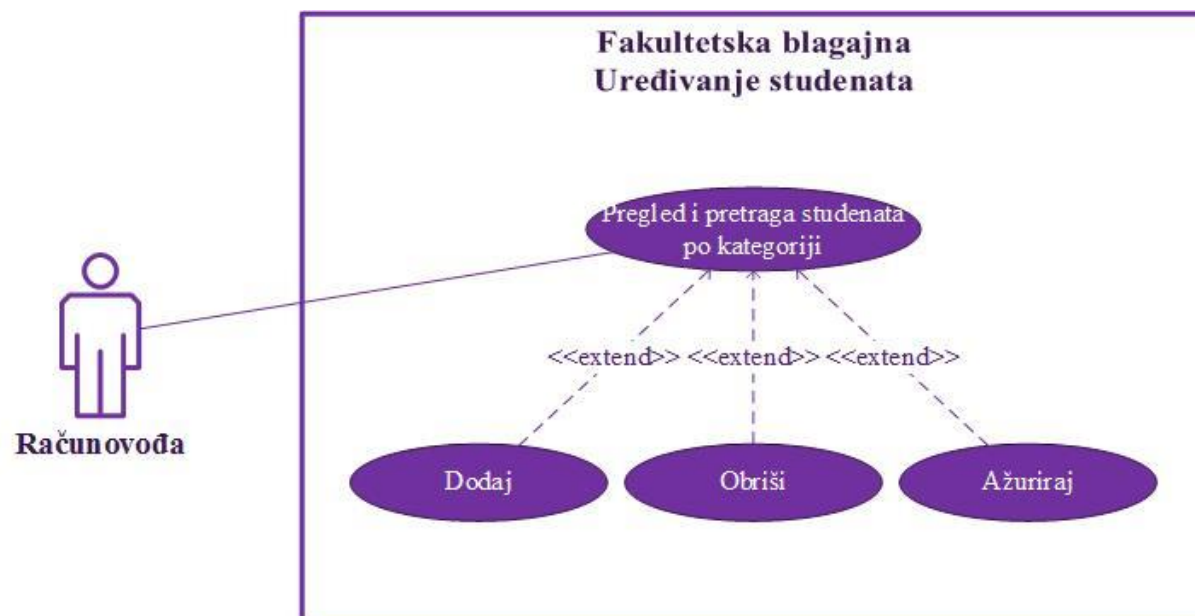 Fakultetska blagajna
Uređivanje studenata
Pregled i pretraga studenata
po kategoriji
<<extend>> <<extend>> <<extend>>
Računovođa
Dodaj
Obriši
Ažuriraj